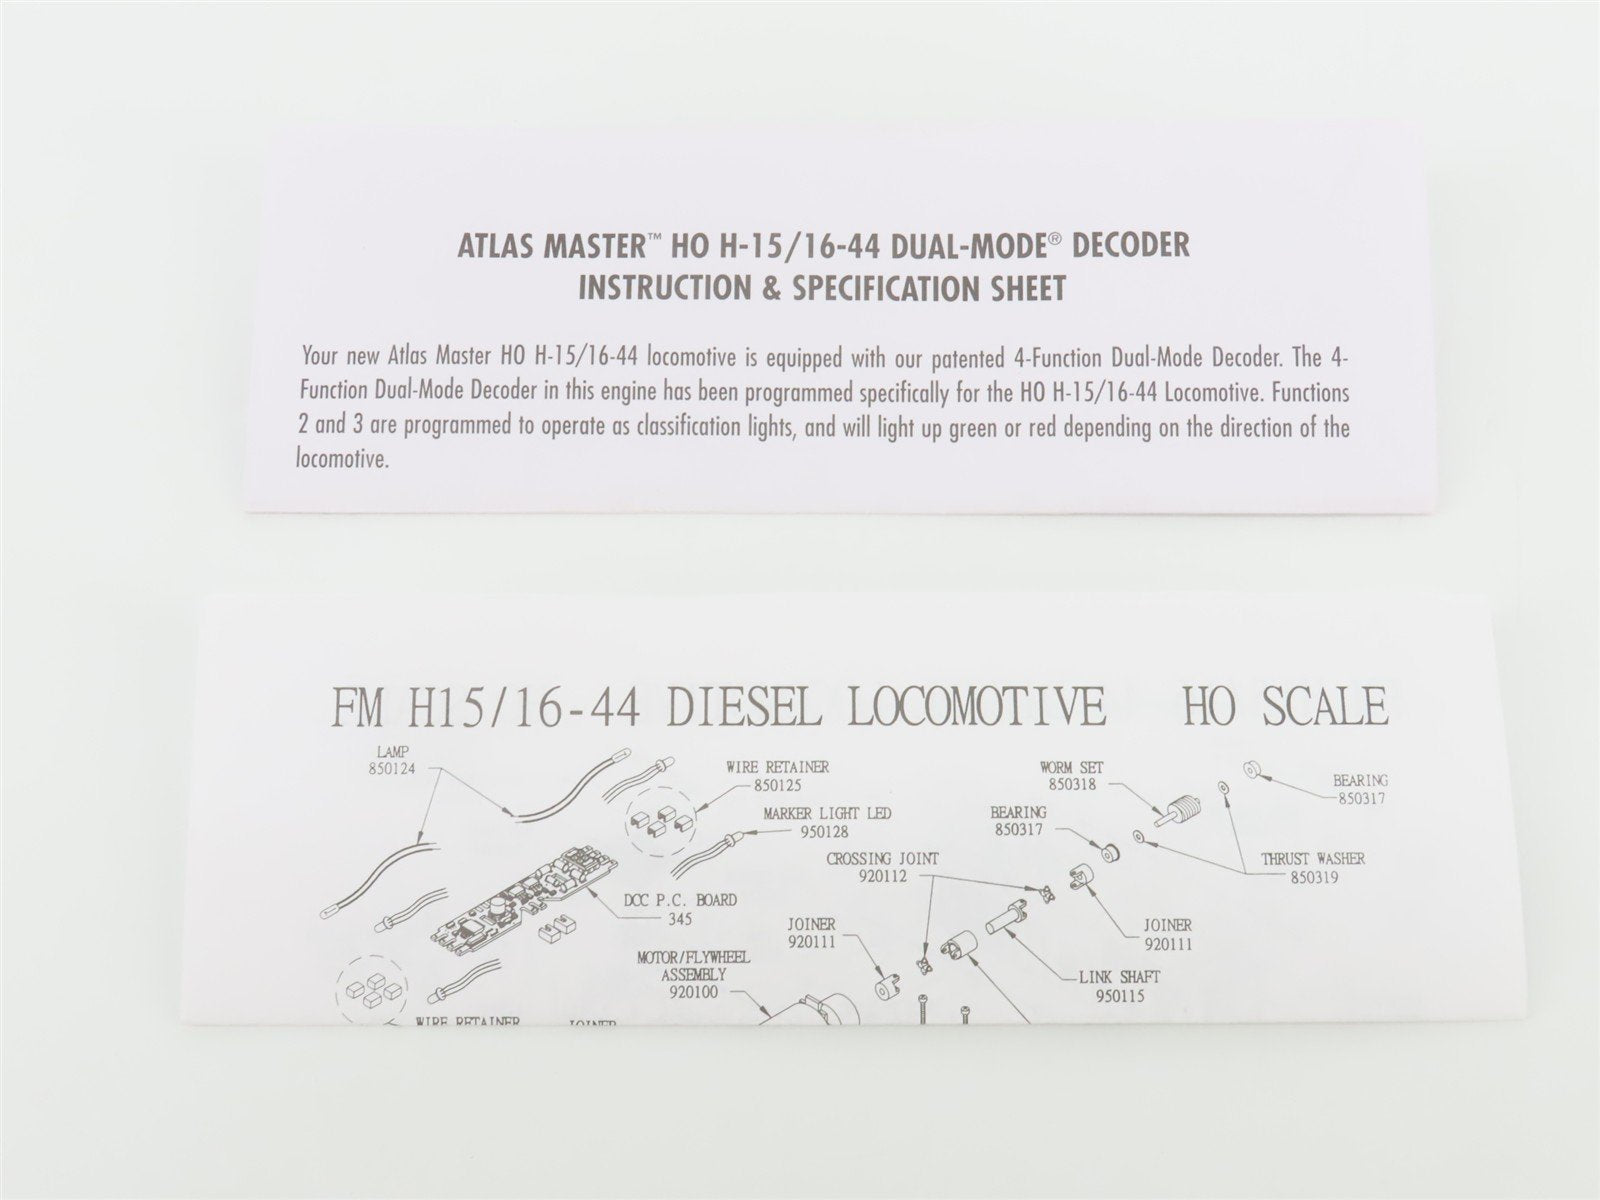 ATLAS MASTER™ HO H-15/16-44 DUAL-MODE® DECODER
INSTRUCTION & SPECIFICATION SHEET
Your new Atlas Master HO H-15/16-44 locomotive is equipped with our patented 4-Function Dual-Mode Decoder. The 4-
Function Dual-Mode Decoder in this engine has been programmed specifically for the HO H-15/16-44 Locomotive. Functions
2 and 3 are programmed to operate as classification lights, and will light up green or red depending on the direction of the
locomotive.
FM H15/16-44 DIESEL LOCOMOTIVE HO SCALE
LAMP
850124
WIRE RETAINER
850125
MARKER LIGHT LED
950128
CROSSING JOINT
920112
DCC P.C. BOARD
345
JOINER
920111
MOTOR/FLYWHEEL
ASSEMBLY
920100
WORM SET
850318
BEARING
850317
BEARING
850317
THRUST WASHER
850319
JOINER
920111
LINK SHAFT
950115
WIRE RETAINER
JOINER